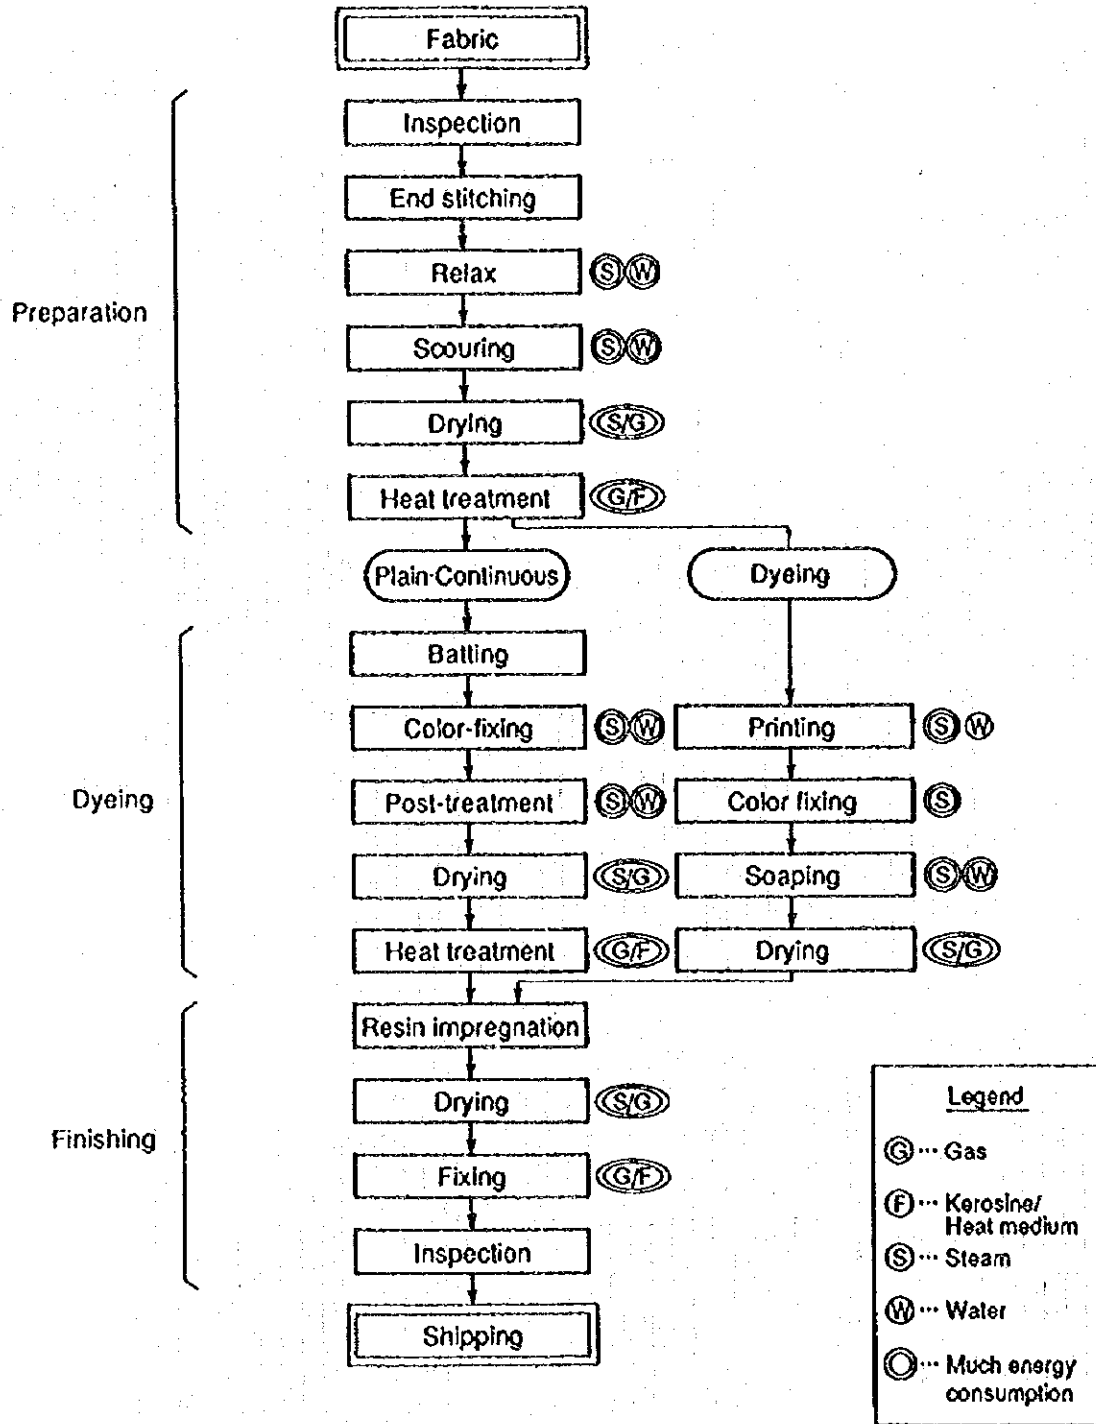 Fabric
Inspection
End stitching
Relax S W
Preparation
Scouring S W
Drying S/G
Heat treatment G/F
Plain-Continuous Dyeing
Batting
Color-fixing S W Printing S W
Dyeing
Post-treatment S W Color fixing S
Drying S/G Soaping S W
Heat treatment G/F Drying S/G
Resin impregnation
Drying S/G
Finishing
Fixing G/F
Inspection
Shipping
Legend
G ... Gas
F ... Kerosine/
Heat medium
S ... Steam
W ... Water
... Much energy
consumption